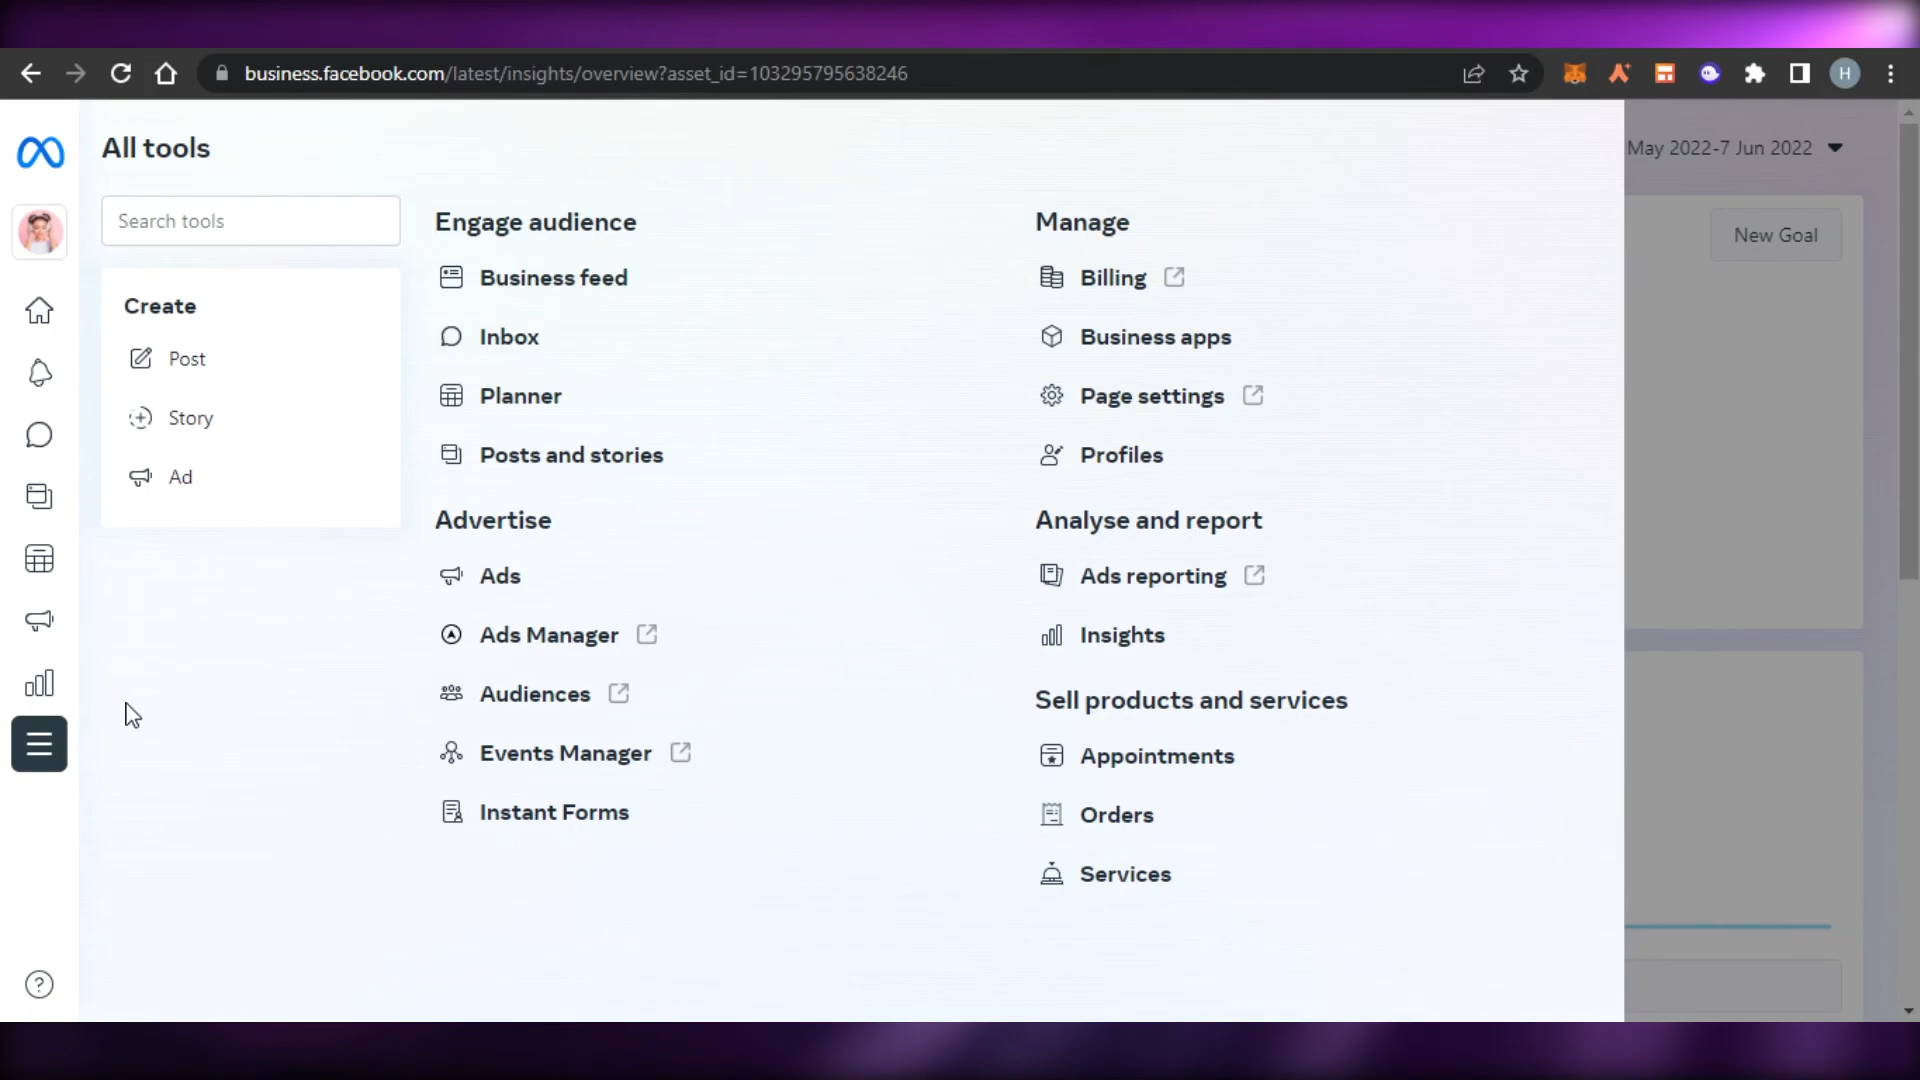 business.facebook.com/latest/insights/overview?asset_id=103295795638246
H
All tools
May 2022-7 Jun 2022
Search tools
New Goal
Create
Post
Story
Ad
Engage audience
Business feed
Inbox
Planner
Posts and stories
Advertise
Ads
Ads Manager
Audiences
Events Manager
Instant Forms
Manage
Billing
Business apps
Page settings
Profiles
Analyse and report
Ads reporting
Insights
Sell products and services
Appointments
Orders
Services